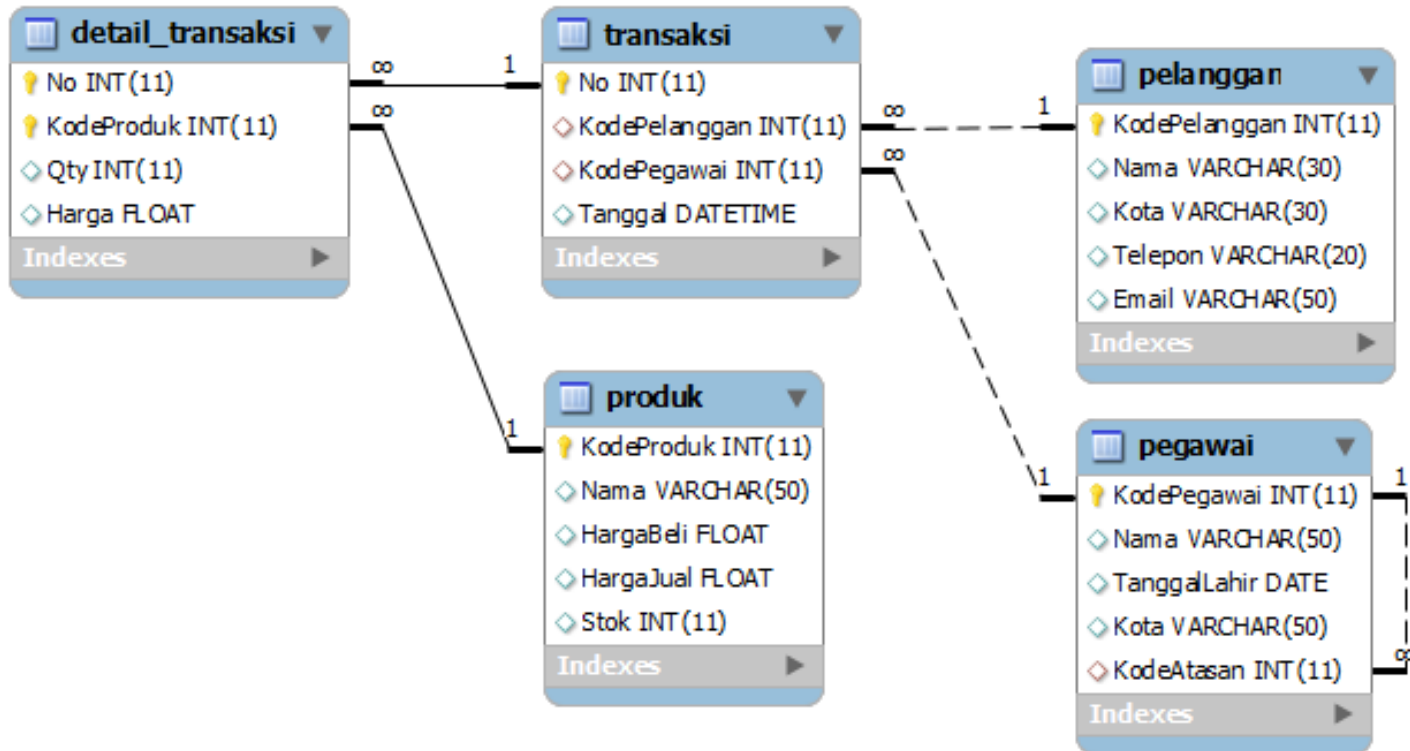 detail_transaksi
No INT(11)
KodeProduk INT(11)
Qty INT(11)
Harga FLOAT
Indexes
∞
1
∞
transaksi
No INT(11)
KodePelanggan INT(11)
KodePegawai INT(11)
Tanggal DATETIME
Indexes
∞
1
∞
pelanggan
KodePelanggan INT(11)
Nama VARCHAR(30)
Kota VARCHAR(30)
Telepon VARCHAR(20)
Email VARCHAR(50)
Indexes
1
produk
KodeProduk INT(11)
Nama VARCHAR(50)
HargaBeli FLOAT
HargaJual FLOAT
Stok INT(11)
Indexes
1
pegawai
KodePegawai INT(11)
1
Nama VARCHAR(50)
TanggalLahir DATE
Kota VARCHAR(50)
KodeAtasan INT(11)
∞
Indexes